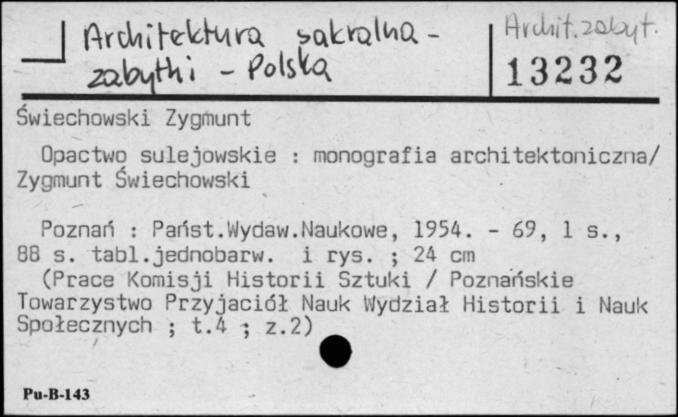 Architektura sakralna -
zabytki - Polska
Archit. zabyt.
13232
Świechowski Zygmunt
Opactwo sulejowskie : monografia architektoniczna/
Zygmunt Świechowski
Poznań : Państ.Wydaw.Naukowe, 1954. - 69, 1 s.,
88 s. tabl.jednobarw. i rys. ; 24 cm
(Prace Komisji Historii Sztuki / Poznańskie
Towarzystwo Przyjaciół Nauk Wydział Historii i Nauk
Społecznych ; t.4 ; z.2)
Pu-B-143